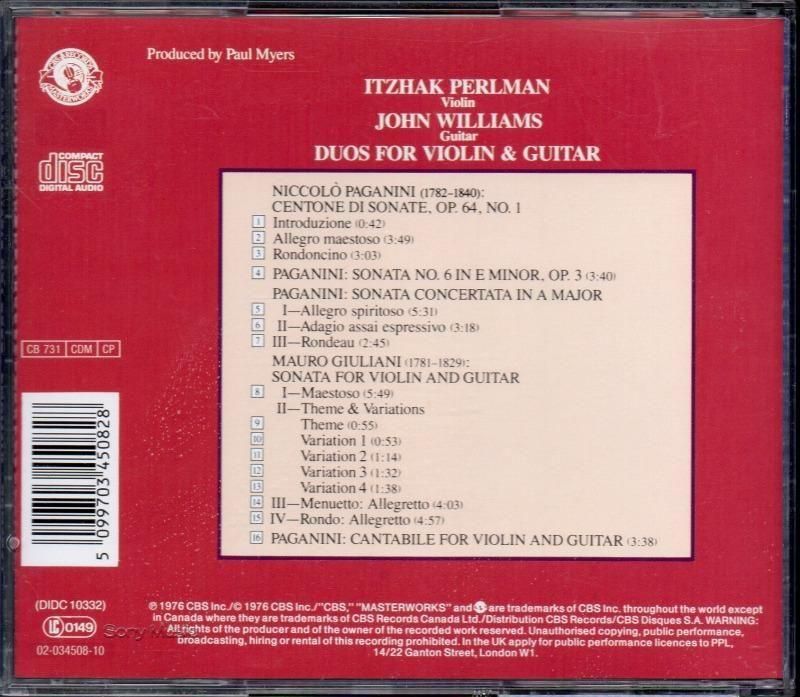 Produced by Paul Myers
CBS RECORDS
MASTERWORKS
ITZHAK PERLMAN
Violin
JOHN WILLIAMS
Guitar
DUOS FOR VIOLIN & GUITAR
COMPACT
disc
DIGITAL AUDIO
NICCOLÒ PAGANINI (1782–1840):
CENTONE DI SONATE, OP. 64, NO. 1
1 Introduzione (0:42)
2 Allegro maestoso (3:49)
3 Rondoncino (3:03)
4 PAGANINI: SONATA NO. 6 IN E MINOR, OP. 3 (3:40)
PAGANINI: SONATA CONCERTATA IN A MAJOR
5 I—Allegro spiritoso (5:31)
6 II—Adagio assai espressivo (3:18)
7 III—Rondeau (2:45)
MAURO GIULIANI (1781–1829):
SONATA FOR VIOLIN AND GUITAR
8 I—Maestoso (5:49)
II—Theme & Variations
9 Theme (0:55)
10 Variation 1 (0:53)
11 Variation 2 (1:14)
12 Variation 3 (1:32)
13 Variation 4 (1:38)
14 III—Menuetto: Allegretto (4:03)
15 IV—Rondo: Allegretto (4:57)
16 PAGANINI: CANTABILE FOR VIOLIN AND GUITAR (3:38)
CB 731 CDM CP
5 099703 450828
(DIDC 10332)
LC 0149
02-034508-10
Sony Music
℗ 1976 CBS Inc./© 1976 CBS Inc./"CBS," "MASTERWORKS" and are trademarks of CBS Inc. throughout the world except
in Canada where they are trademarks of CBS Records Canada Ltd./Distribution CBS Records/CBS Disques S.A. WARNING:
All rights of the producer and of the owner of the recorded work reserved. Unauthorised copying, public performance,
broadcasting, hiring or rental of this recording prohibited. In the UK apply for public performance licences to PPL,
14/22 Ganton Street, London W1.